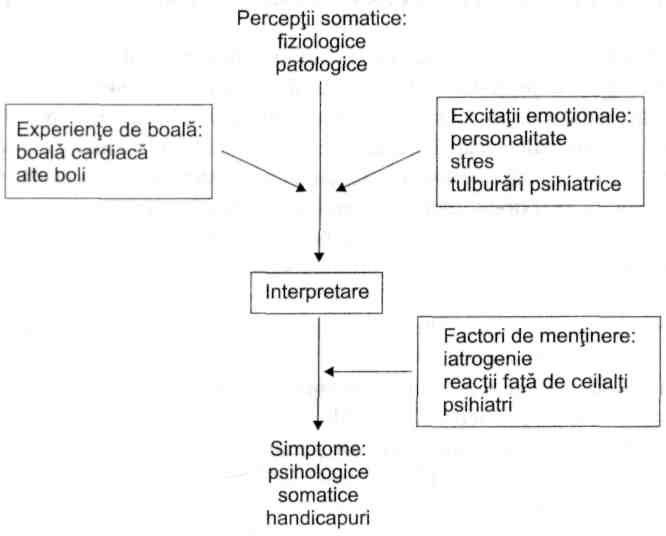 Percepţii somatice:
fiziologice
patologice
Experienţe de boală:
boală cardiacă
alte boli
Excitaţii emoţionale:
personalitate
stres
tulburări psihiatrice
Interpretare
Factori de menţinere:
iatrogenie
reacţii faţă de ceilalţi
psihiatri
Simptome:
psihologice
somatice
handicapuri